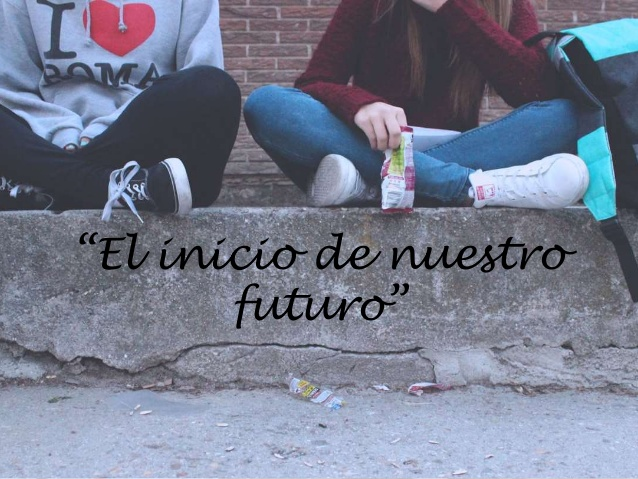 I ❤
ROMA
“El inicio de nuestro
futuro”